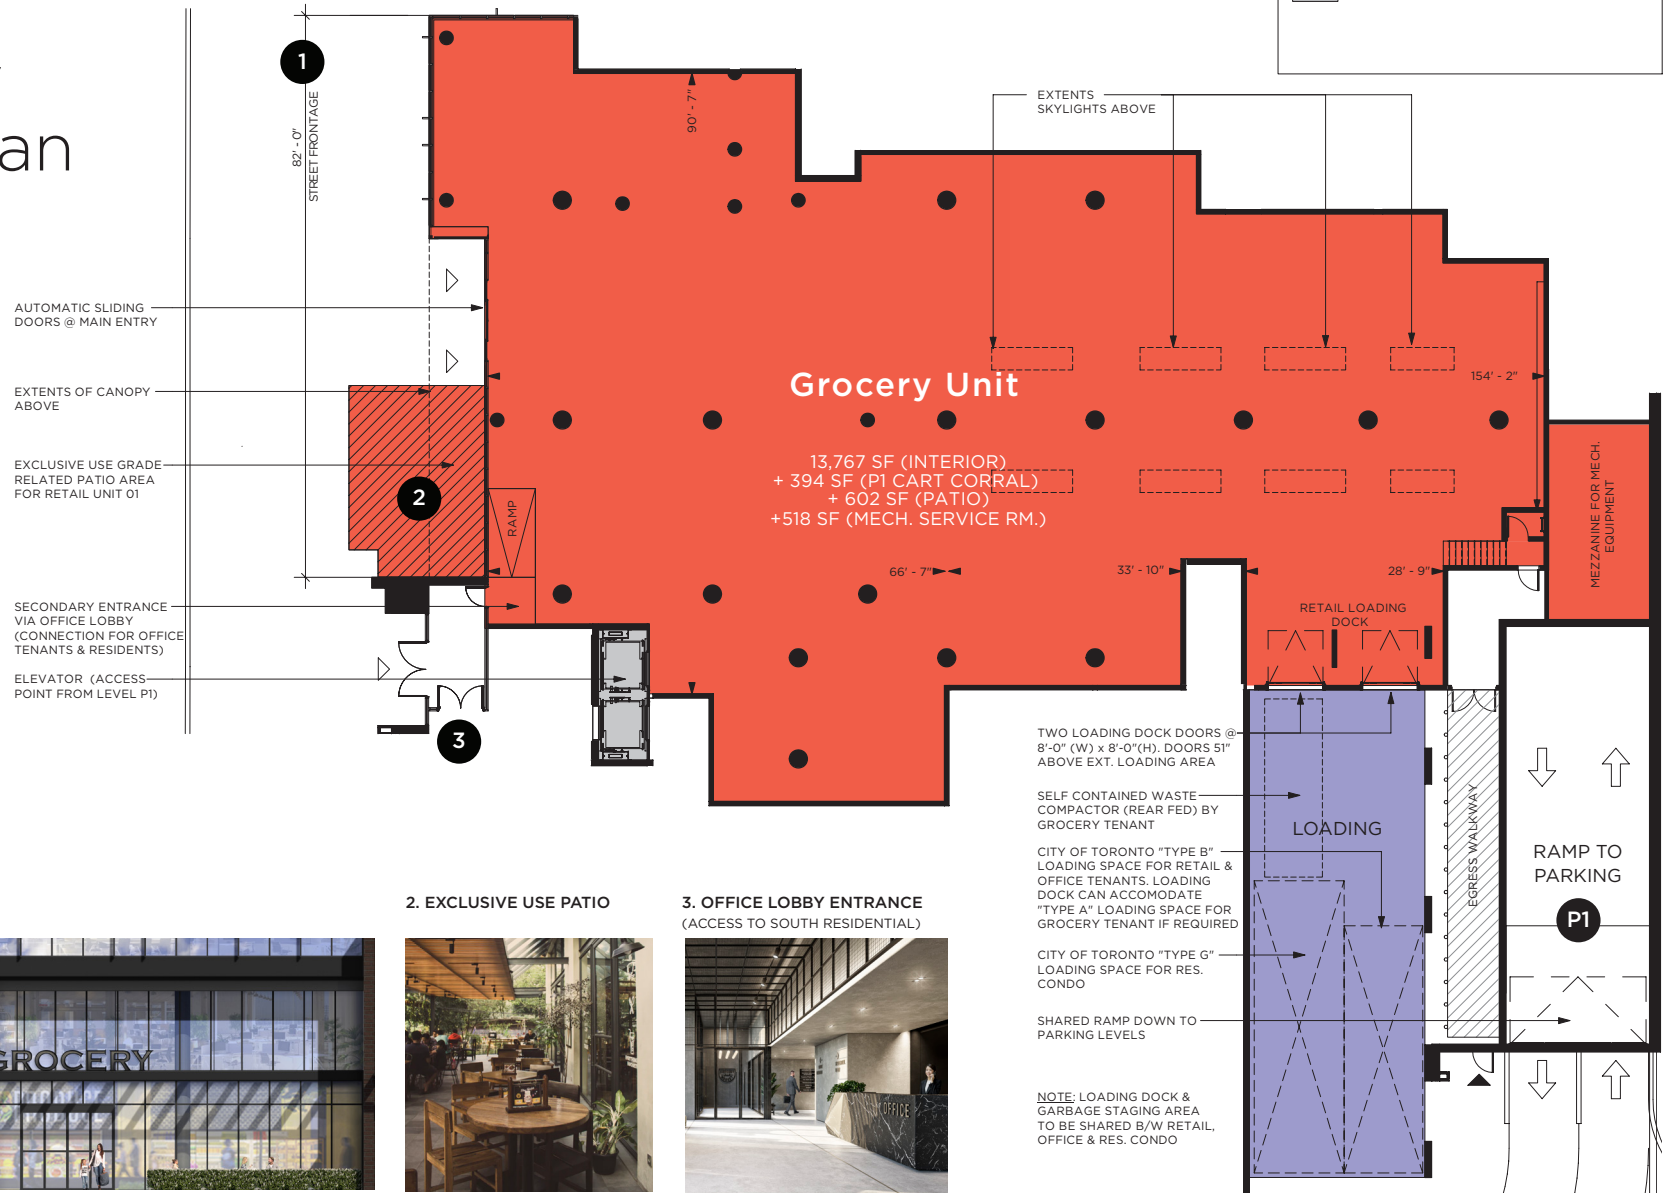 an
1
82' - 0"
STREET FRONTAGE
90' - 7"
EXTENTS
SKYLIGHTS ABOVE
AUTOMATIC SLIDING
DOORS @ MAIN ENTRY
EXTENTS OF CANOPY
ABOVE
EXCLUSIVE USE GRADE
RELATED PATIO AREA
FOR RETAIL UNIT 01
2
RAMP
SECONDARY ENTRANCE
VIA OFFICE LOBBY
(CONNECTION FOR OFFICE
TENANTS & RESIDENTS)
ELEVATOR (ACCESS
POINT FROM LEVEL P1)
3
Grocery Unit
13,767 SF (INTERIOR)
+ 394 SF (P1 CART CORRAL)
+ 602 SF (PATIO)
+518 SF (MECH. SERVICE RM.)
154' - 2"
66' - 7"
33' - 10"
28' - 9"
MEZZANINE FOR MECH.
EQUIPMENT
RETAIL LOADING
DOCK
TWO LOADING DOCK DOORS @
8'-0" (W) x 8'-0"(H). DOORS 51"
ABOVE EXT. LOADING AREA
SELF CONTAINED WASTE
COMPACTOR (REAR FED) BY
GROCERY TENANT
CITY OF TORONTO "TYPE B"
LOADING SPACE FOR RETAIL &
OFFICE TENANTS. LOADING
DOCK CAN ACCOMODATE
"TYPE A" LOADING SPACE FOR
GROCERY TENANT IF REQUIRED
CITY OF TORONTO "TYPE G"
LOADING SPACE FOR RES.
CONDO
SHARED RAMP DOWN TO
PARKING LEVELS
NOTE: LOADING DOCK &
GARBAGE STAGING AREA
TO BE SHARED B/W RETAIL,
OFFICE & RES. CONDO
LOADING
EGRESS WALKWAY
RAMP TO
PARKING
P1
2. EXCLUSIVE USE PATIO
3. OFFICE LOBBY ENTRANCE
(ACCESS TO SOUTH RESIDENTIAL)
GROCERY
OFFICE